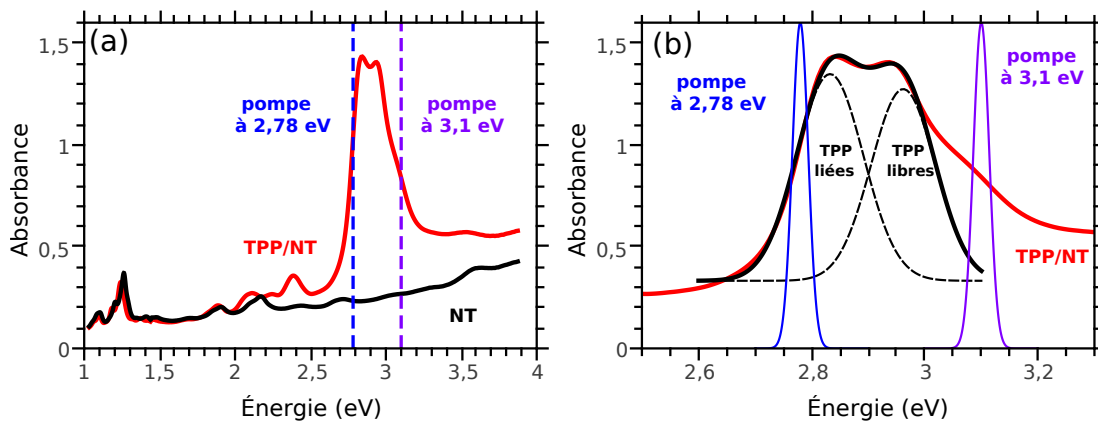 (a)
1,5
1
0,5
0
Absorbance
pompe
à 2,78 eV
pompe
à 3,1 eV
TPP/NT
NT
1
1,5
2
2,5
3
3,5
4
Énergie (eV)
(b)
1,5
1
0,5
0
Absorbance
pompe
à 2,78 eV
pompe
à 3,1 eV
TPP
liées
TPP
libres
TPP/NT
2,6
2,8
3
3,2
Énergie (eV)